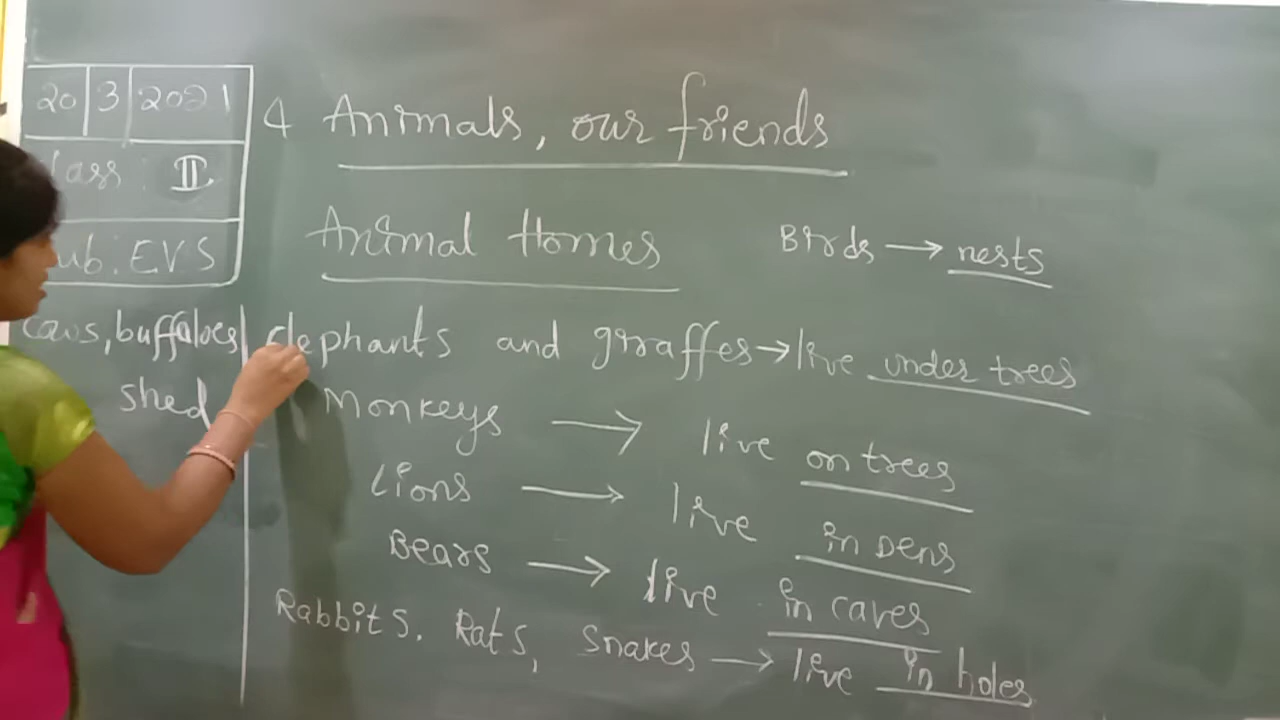 20 3 2021
Class : II
Sub: EVS
4 Animals, our friends
Animal Homes
Birds → nests
Cows, buffaloes
shed
elephants and giraffes → live under trees
Monkeys → live on trees
Lions → live in Dens
Bears → live in caves
Rabbits. Rats, Snakes → live in holes